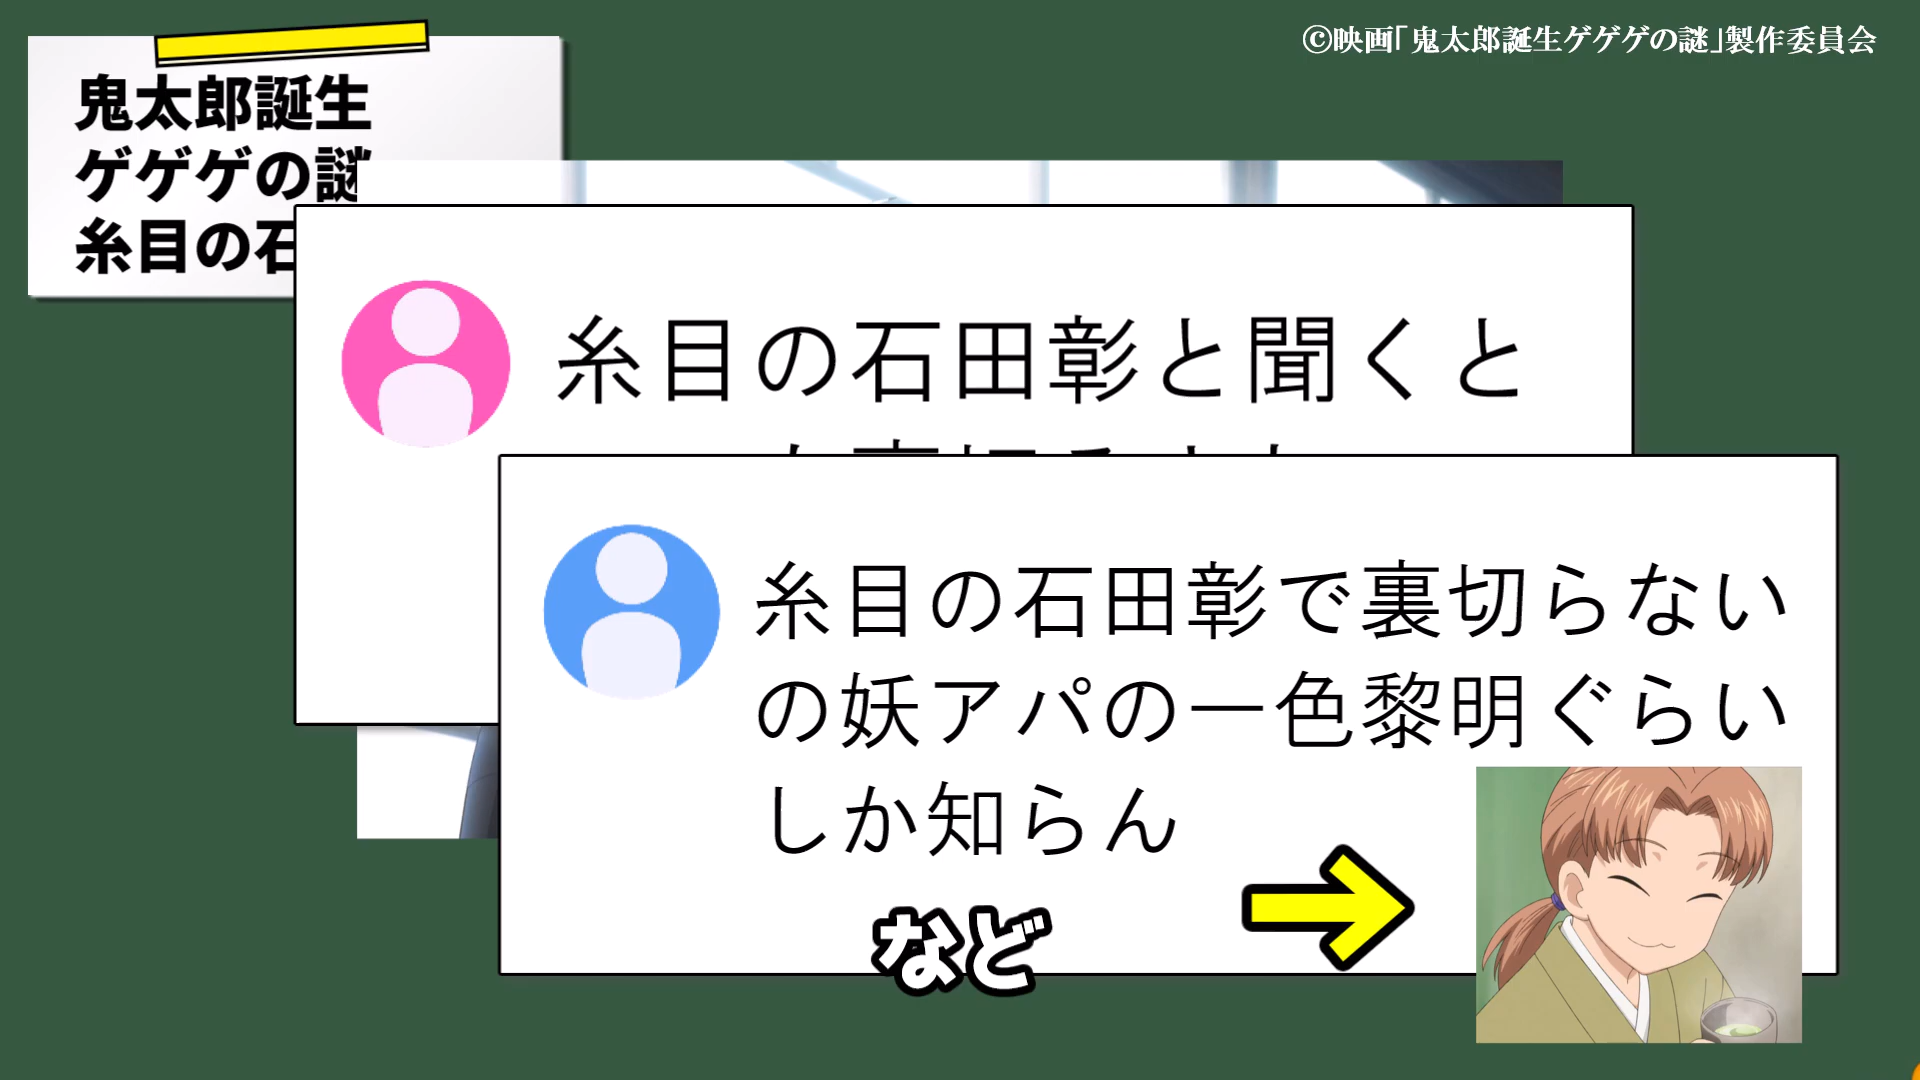 ©映画「鬼太郎誕生ゲゲゲの謎」製作委員会
鬼太郎誕生
ゲゲゲの謎
糸目の石
糸目の石田彰と聞くと
糸目の石田彰で裏切らない
の妖アパの一色黎明ぐらい
しか知らん
など